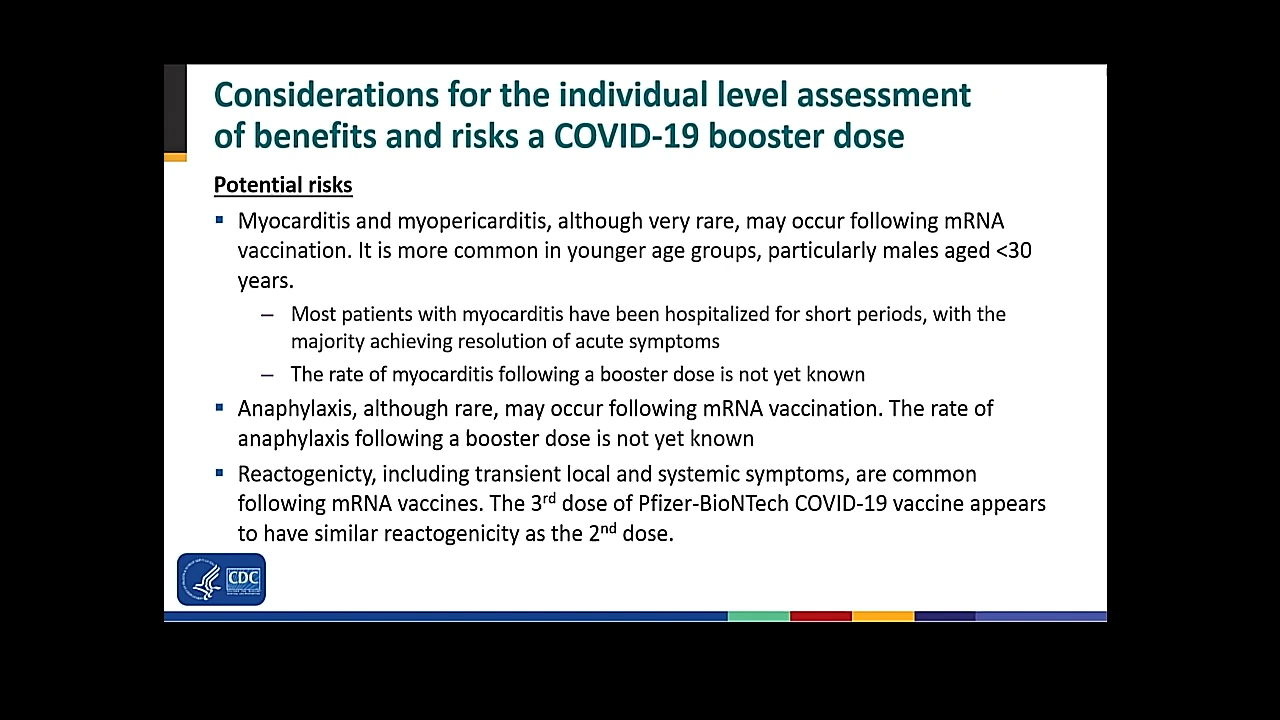 Considerations for the individual level assessment
of benefits and risks a COVID-19 booster dose
Potential risks
▪ Myocarditis and myopericarditis, although very rare, may occur following mRNA
vaccination. It is more common in younger age groups, particularly males aged <30
years.
– Most patients with myocarditis have been hospitalized for short periods, with the
majority achieving resolution of acute symptoms
– The rate of myocarditis following a booster dose is not yet known
▪ Anaphylaxis, although rare, may occur following mRNA vaccination. The rate of
anaphylaxis following a booster dose is not yet known
▪ Reactogenicty, including transient local and systemic symptoms, are common
following mRNA vaccines. The 3rd dose of Pfizer-BioNTech COVID-19 vaccine appears
to have similar reactogenicity as the 2nd dose.
CDC